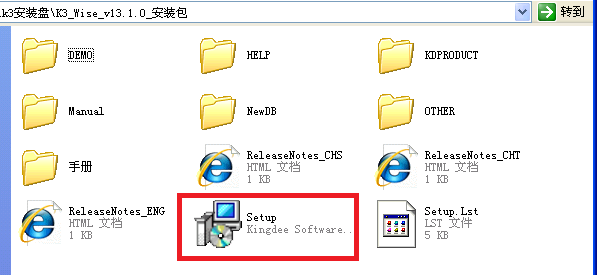 k3安装盘\K3_Wise_v13.1.0_安装包
转到
DEMO
HELP
KDPRODUCT
Manual
NewDB
OTHER
手册
ReleaseNotes_CHS
HTML 文档
1 KB
ReleaseNotes_CHT
HTML 文档
1 KB
ReleaseNotes_ENG
HTML 文档
1 KB
Setup
Kingdee Software..
Setup.Lst
LST 文件
5 KB